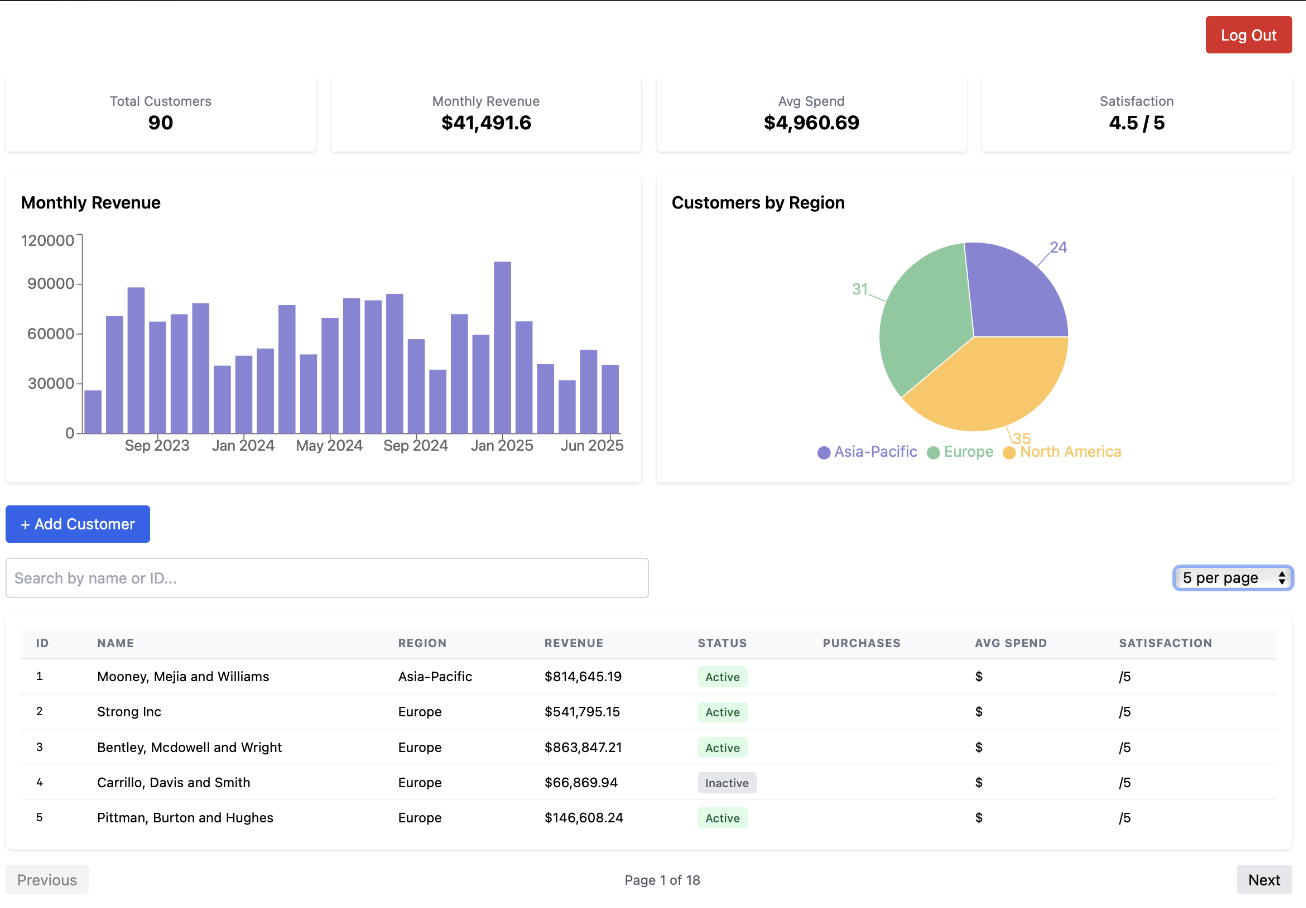 Log Out
Total Customers
90
Monthly Revenue
$41,491.6
Avg Spend
$4,960.69
Satisfaction
4.5 / 5
Monthly Revenue
120000
90000
60000
30000
0
Sep 2023 Jan 2024 May 2024 Sep 2024 Jan 2025 Jun 2025
Customers by Region
24
31
35
Asia-Pacific Europe North America
+ Add Customer
Search by name or ID...
5 per page
ID NAME REGION REVENUE STATUS PURCHASES AVG SPEND SATISFACTION
1 Mooney, Mejia and Williams Asia-Pacific $814,645.19 Active $ /5
2 Strong Inc Europe $541,795.15 Active $ /5
3 Bentley, Mcdowell and Wright Europe $863,847.21 Active $ /5
4 Carrillo, Davis and Smith Europe $66,869.94 Inactive $ /5
5 Pittman, Burton and Hughes Europe $146,608.24 Active $ /5
Previous Page 1 of 18 Next